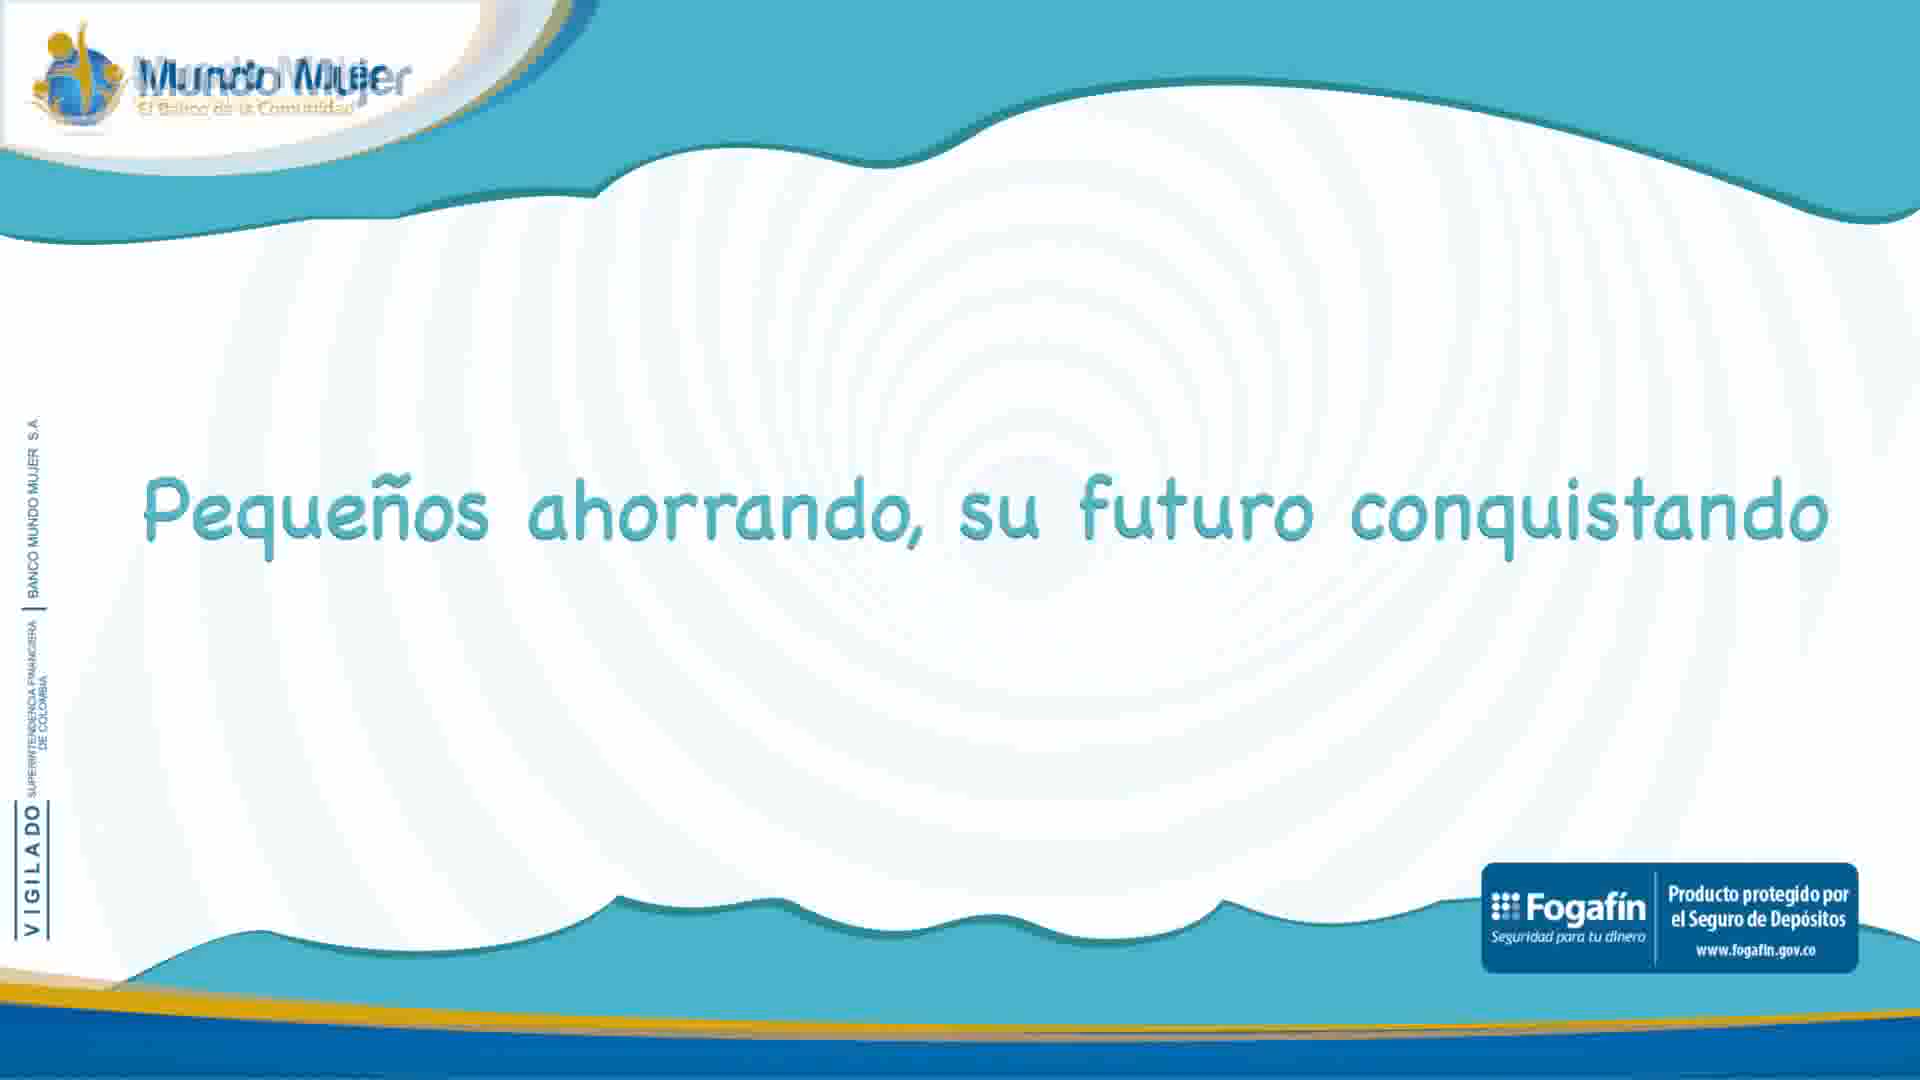 Mundo Mujer
El Banco de la Comunidad
Pequeños ahorrando, su futuro conquistando
VIGILADO
SUPERINTENDENCIA FINANCIERA
DE COLOMBIA
BANCO MUNDO MUJER S.A
Fogafín
Seguridad para tu dinero
Producto protegido por
el Seguro de Depósitos
www.fogafin.gov.co